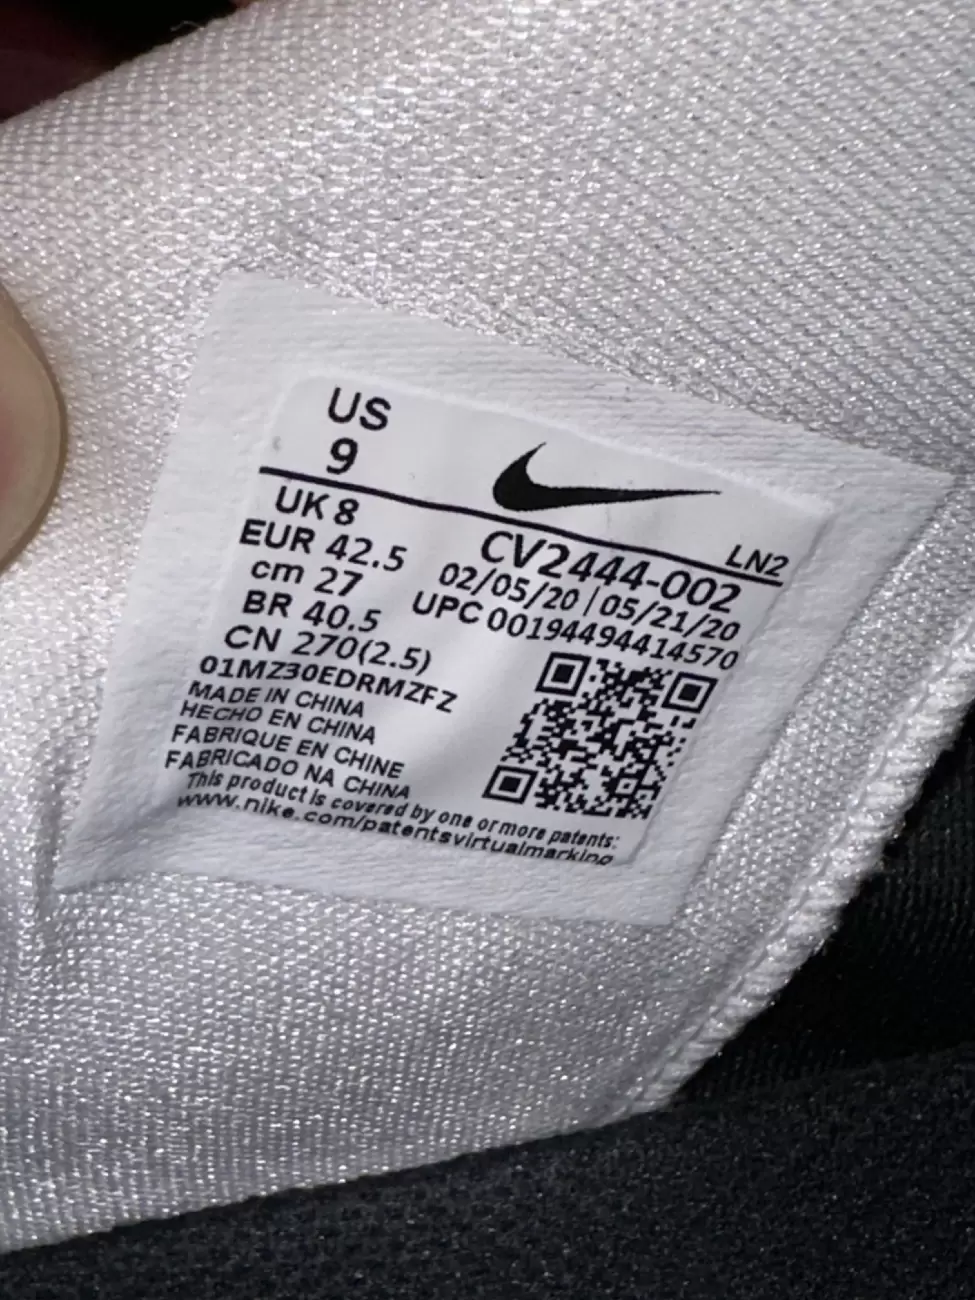 US
9
LN2
UK 8
EUR 42.5
cm 27
BR 40.5
CN 270(2.5)
CV2444-002
02/05/20 | 05/21/20
UPC 00194494414570
01MZ30EDRMZFZ
MADE IN CHINA
HECHO EN CHINA
FABRIQUE EN CHINE
FABRICADO NA CHINA
This product is covered by one or more patents:
www.nike.com/patentsvirtualmarking